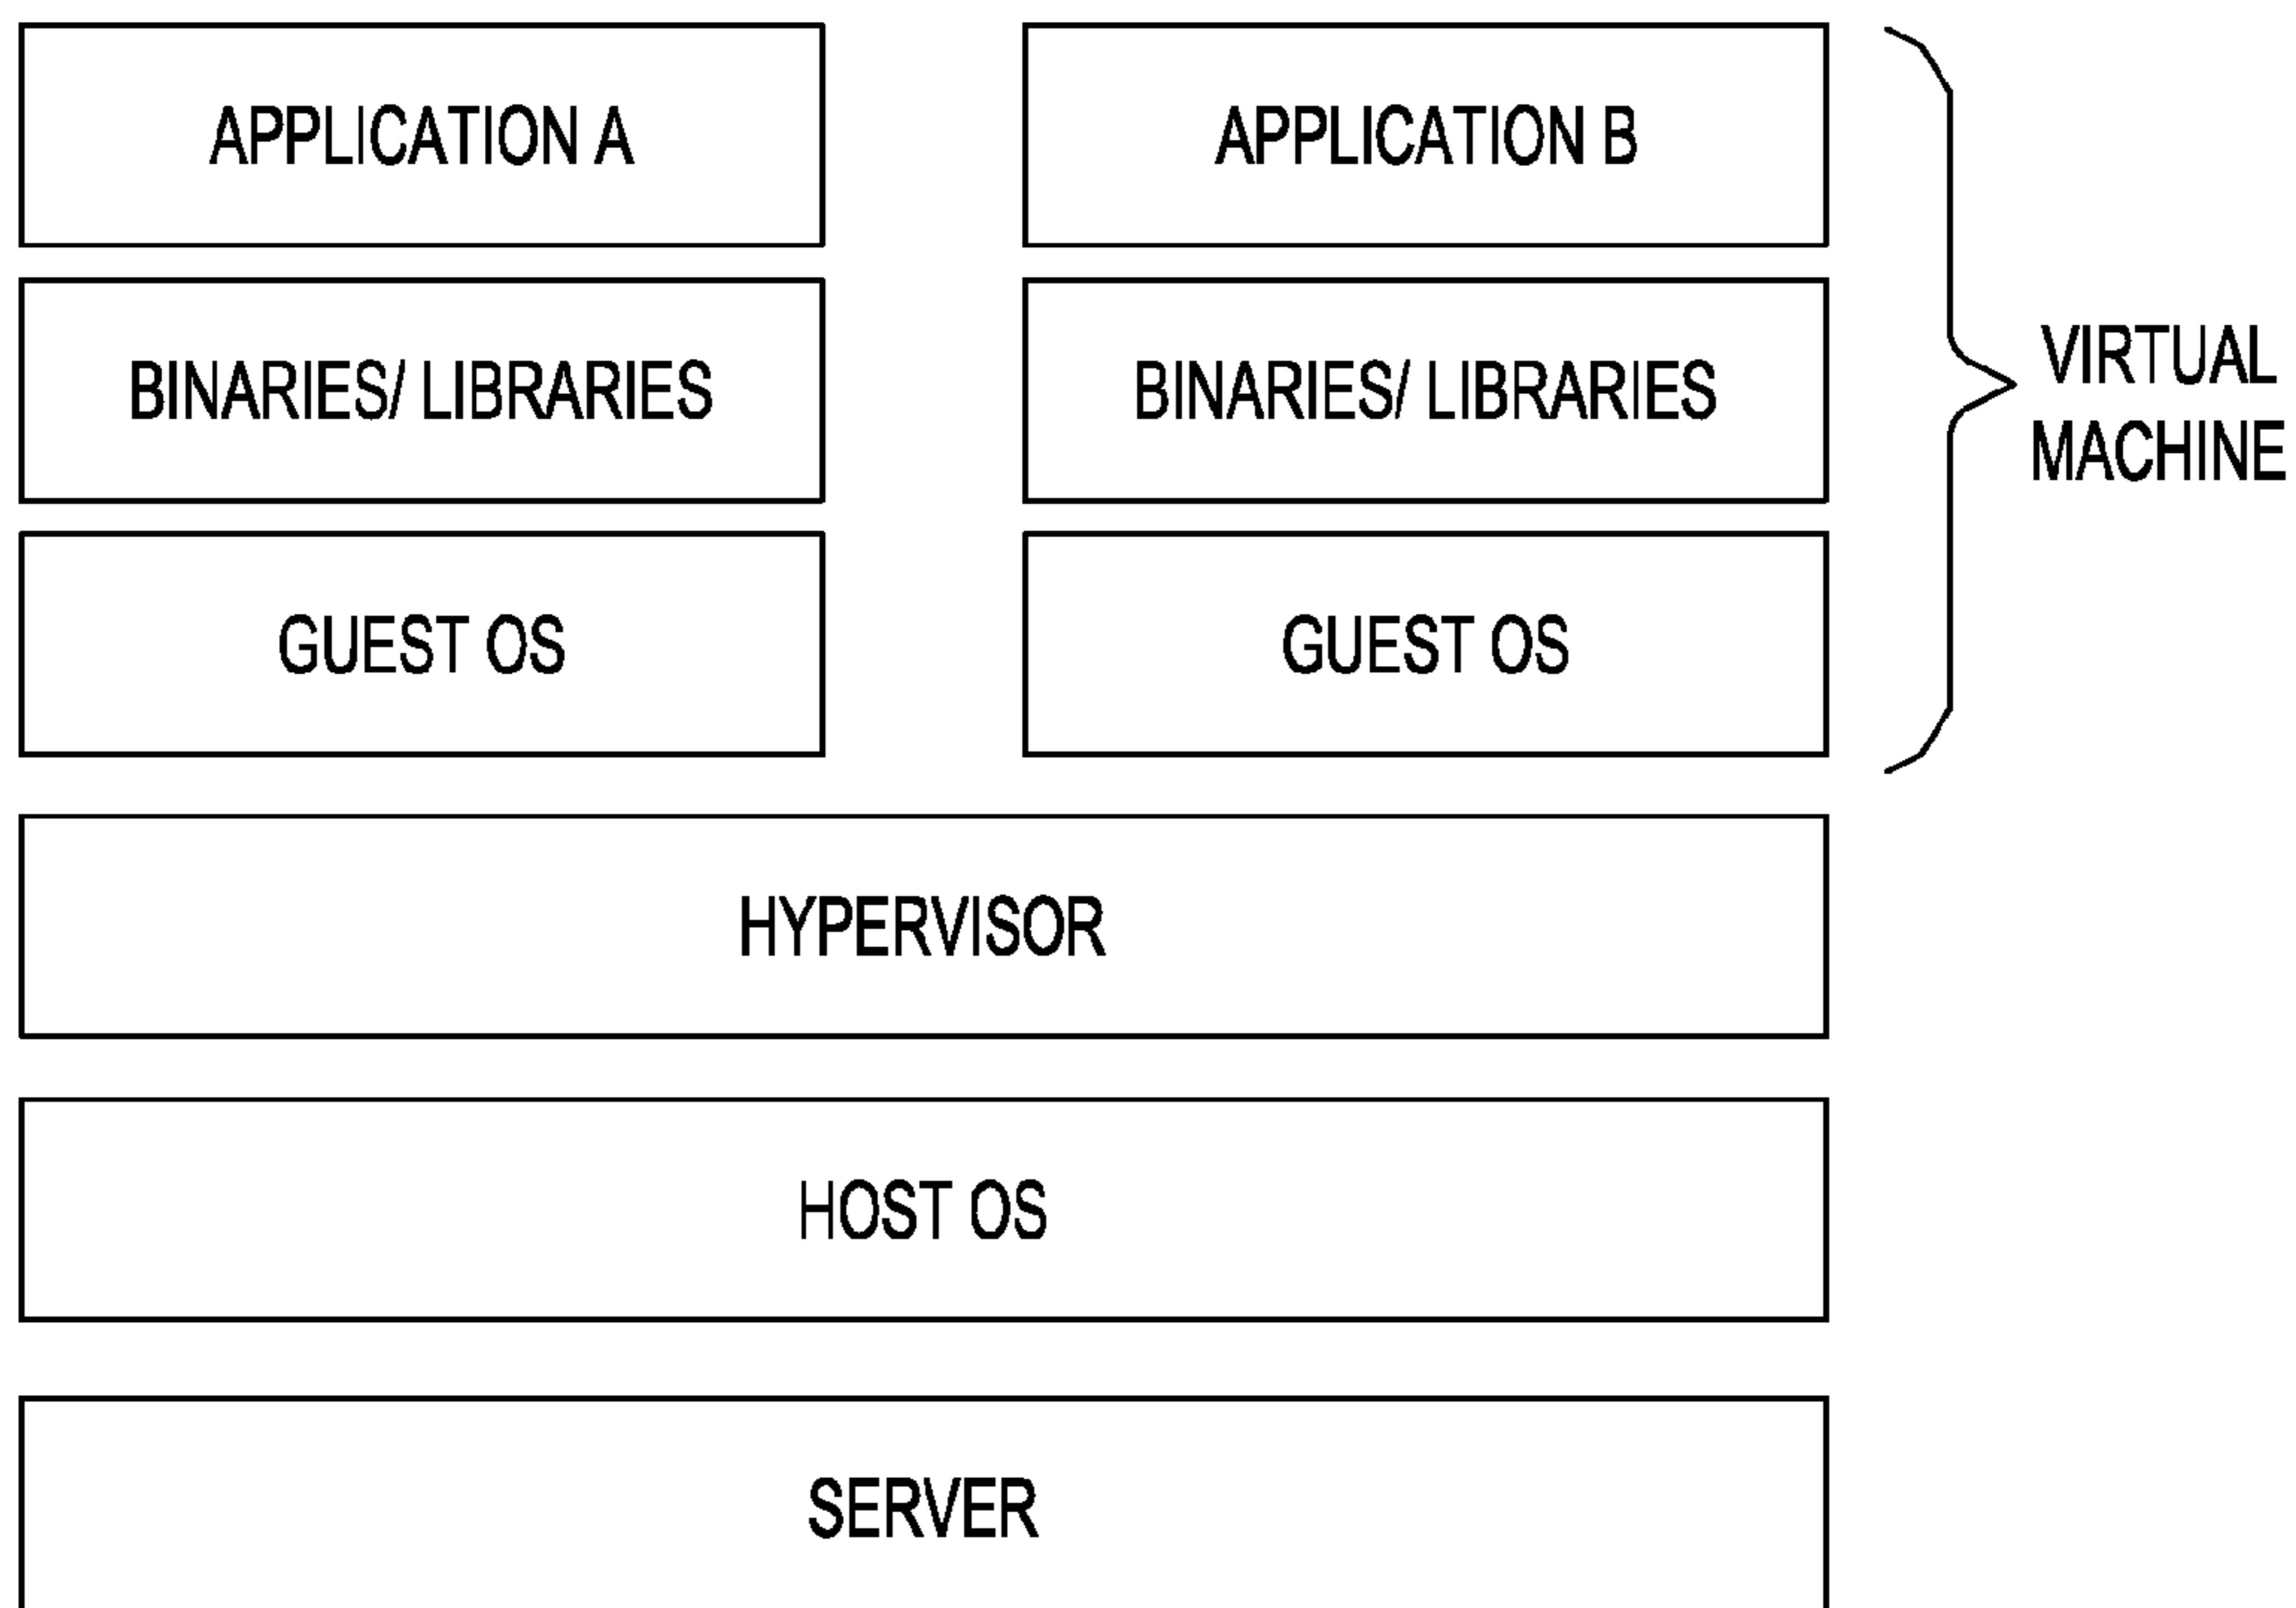 APPLICATION A
APPLICATION B
BINARIES/ LIBRARIES
BINARIES/ LIBRARIES
VIRTUAL
MACHINE
GUEST OS
GUEST OS
HYPERVISOR
HOST OS
SERVER